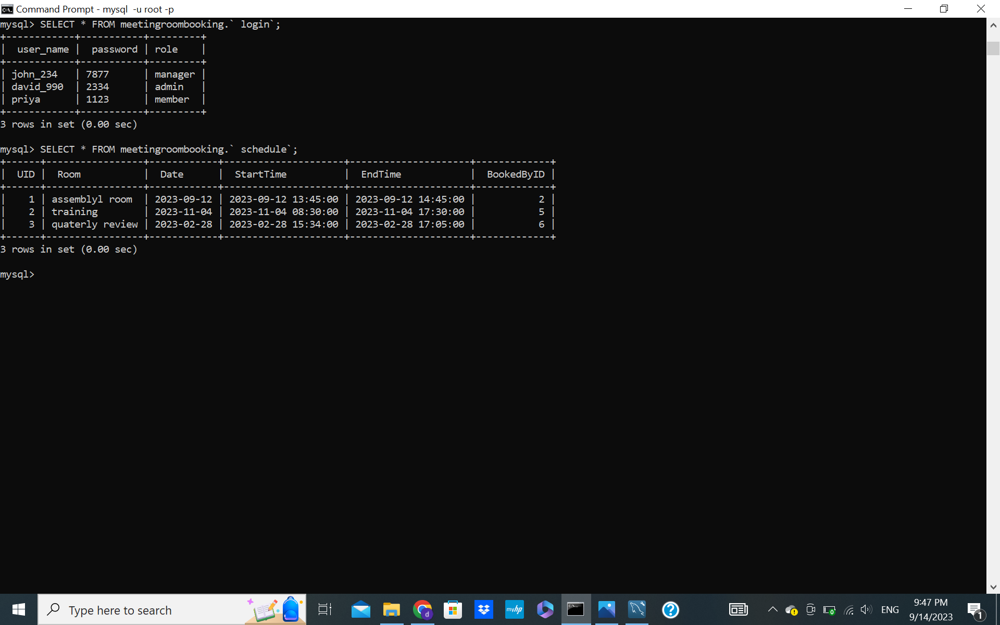 Command Prompt - mysql  -u root -p
mysql> SELECT * FROM meetingroombooking.` login`;
+------------+-----------+---------+
|  user_name |  password | role    |
+------------+-----------+---------+
| john_234   | 7877      | manager |
| david_990  | 2334      | admin   |
| priya      | 1123      | member  |
+------------+-----------+---------+
3 rows in set (0.00 sec)
mysql> SELECT * FROM meetingroombooking.` schedule`;
+------+-----------------+------------+---------------------+---------------------+-------------+
|  UID |  Room           |  Date      |  StartTime          |  EndTime            |  BookedByID |
+------+-----------------+------------+---------------------+---------------------+-------------+
|    1 | assemblyl room  | 2023-09-12 | 2023-09-12 13:45:00 | 2023-09-12 14:45:00 |           2 |
|    2 | training        | 2023-11-04 | 2023-11-04 08:30:00 | 2023-11-04 17:30:00 |           5 |
|    3 | quaterly review | 2023-02-28 | 2023-02-28 15:34:00 | 2023-02-28 17:05:00 |           6 |
+------+-----------------+------------+---------------------+---------------------+-------------+
3 rows in set (0.00 sec)
mysql>
Type here to search
myhp
d
ENG
9:47 PM
9/14/2023
1